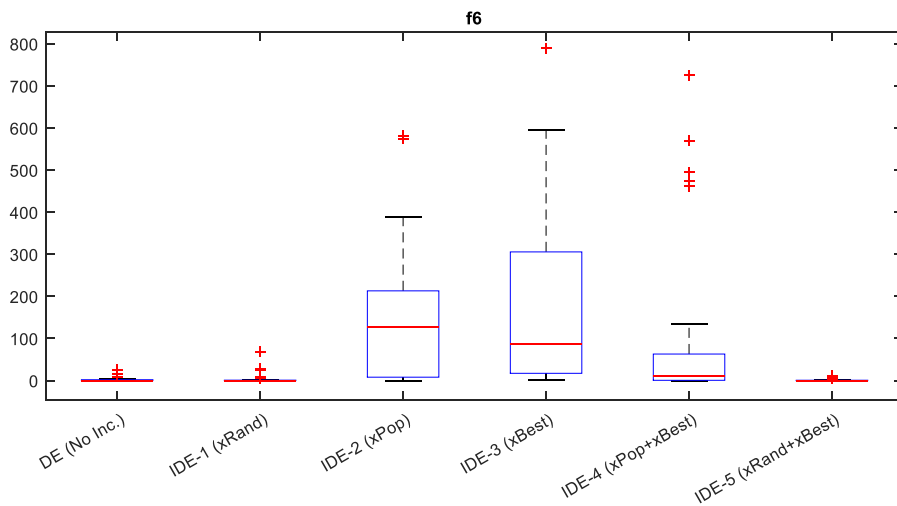 f6
800
700
600
500
400
300
200
100
0
DE (No Inc.)
IDE-1 (xRand)
IDE-2 (xPop)
IDE-3 (xBest)
IDE-4 (xPop+xBest)
IDE-5 (xRand+xBest)